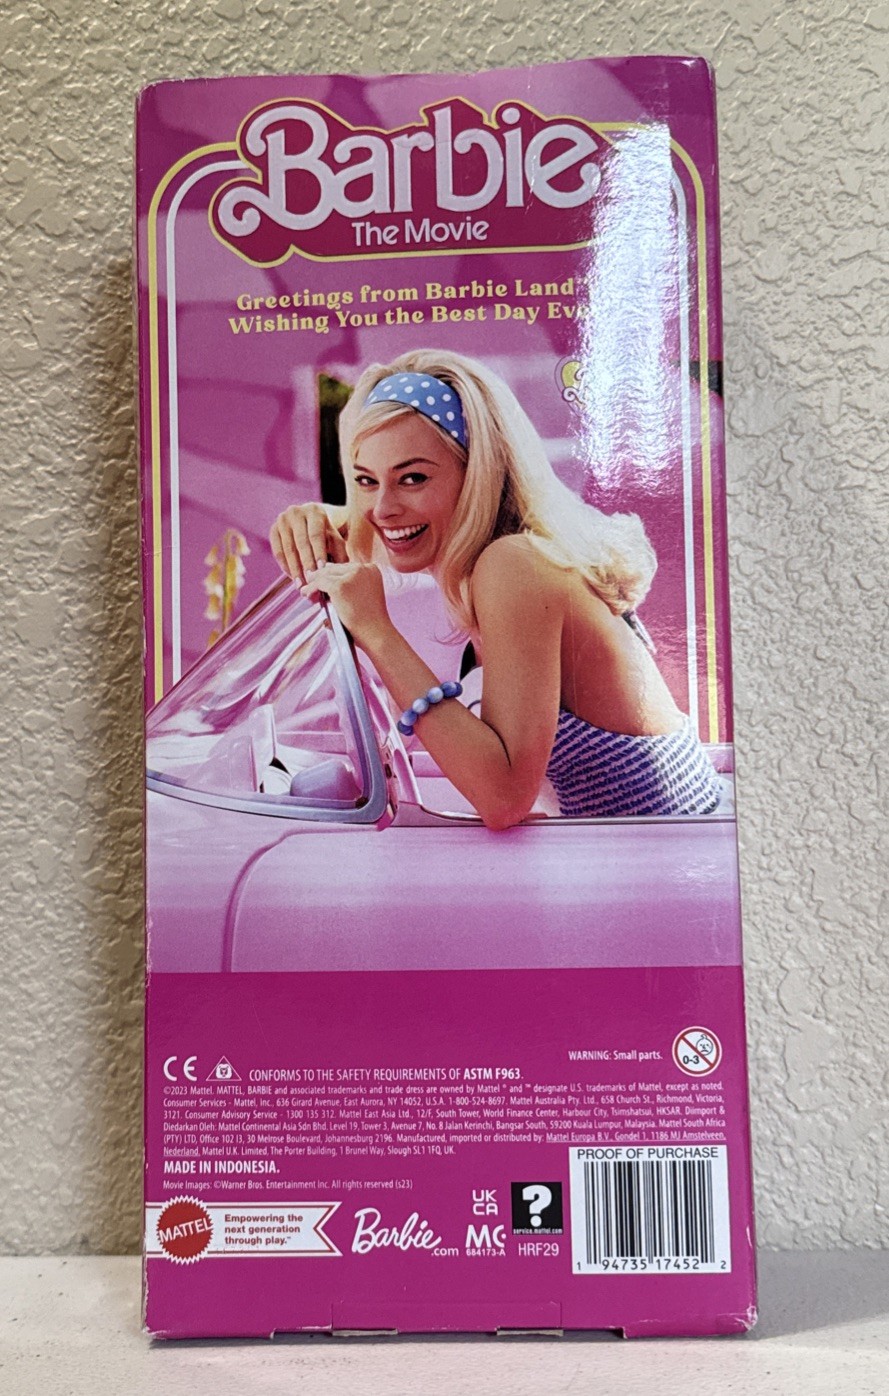 Barbie
The Movie
Greetings from Barbie Land
Wishing You the Best Day
WARNING: Small parts.
0-3
CE CONFORMS TO THE SAFETY REQUIREMENTS OF ASTM F963.
©2023 Mattel. MATTEL, BARBIE and associated trademarks and trade dress are owned by Mattel ® and ™ designate U.S. trademarks of Mattel, except as noted.
Consumer Services - Mattel, Inc. 636 Girard Avenue, East Aurora, NY 14052, U.S.A. 1-800-524-8697. Mattel Australia Pty. Ltd., 658 Church St., Richmond, Victoria,
3121. Consumer Advisory Service - 1300 135 312. Mattel East Asia Ltd., 12/F, South Tower, World Finance Center, Harbour City, Tsimshatsui, HKSAR. Diimport &
Diedarkan Oleh: Mattel Continental Asia Sdn Bhd. Level 19, Tower 3, Avenue 7, No. 8 Jalan Kerinchi, Bangsar South, 59200 Kuala Lumpur, Malaysia. Mattel South Africa
(PTY) LTD, Office 102 I3, 30 Melrose Boulevard, Johannesburg 2196. Manufactured, imported or distributed by: Mattel Europa B.V., Gondel 1, 1186 MJ Amstelveen,
Nederland. Mattel U.K. Limited, The Porter Building, 1 Brunel Way, Slough SL1 1FQ, UK.
MADE IN INDONESIA.
Movie Images: ©Warner Bros. Entertainment Inc. All rights reserved (s23)
PROOF OF PURCHASE
MATTEL
Empowering the
next generation
through play.™
Barbie.com
UK
CA
MC
684173-A
?
service.mattel.com
HRF29
1 94735 17452 2